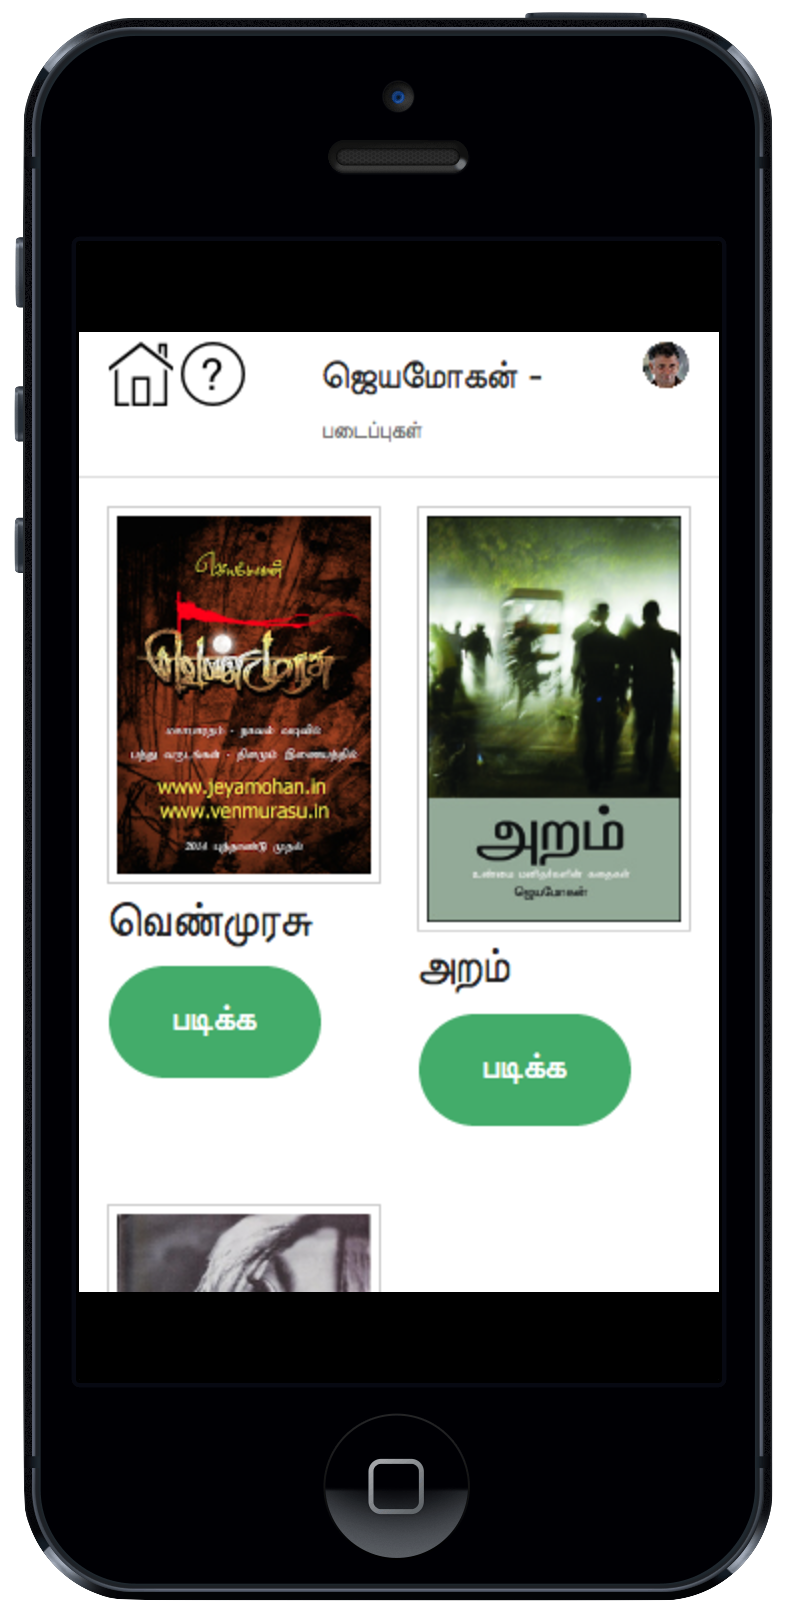 ?
ஜெயமோகன் -
படைப்புகள்
ஜெயமோகன்
வெண்முரசு
மகாபாரதம் - நாவல் வடிவில்
பத்து வருடங்கள் - தினமும் இணையத்தில்
www.jeyamohan.in
www.venmurasu.in
2014 புத்தாண்டு முதல்
வெண்முரசு
படிக்க
அறம்
உண்மை மனிதர்களின் கதைகள்
ஜெயமோகன்
அறம்
படிக்க